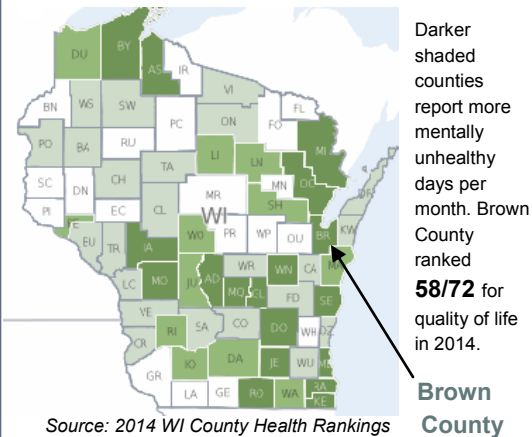 DU BY AS IR
VI
BN WS SW FL
ON FO
PC
PO BA RU MI
LI LN
TA OC
SC DN CH MN
MR SH
PI EC CL
WI
PE WO PR WP OU BR KW
EU TR IA
WR CA MA
LC MO JU AD WN
MQ GL FD SE
VE
SA CO DO WH OZ
CR RI
IO DA JE WU
GR
LA GE RO WA RA
KE
Source: 2014 WI County Health Rankings
Darker
shaded
counties
report more
mentally
unhealthy
days per
month. Brown
County
ranked
58/72 for
quality of life
in 2014.
Brown
County